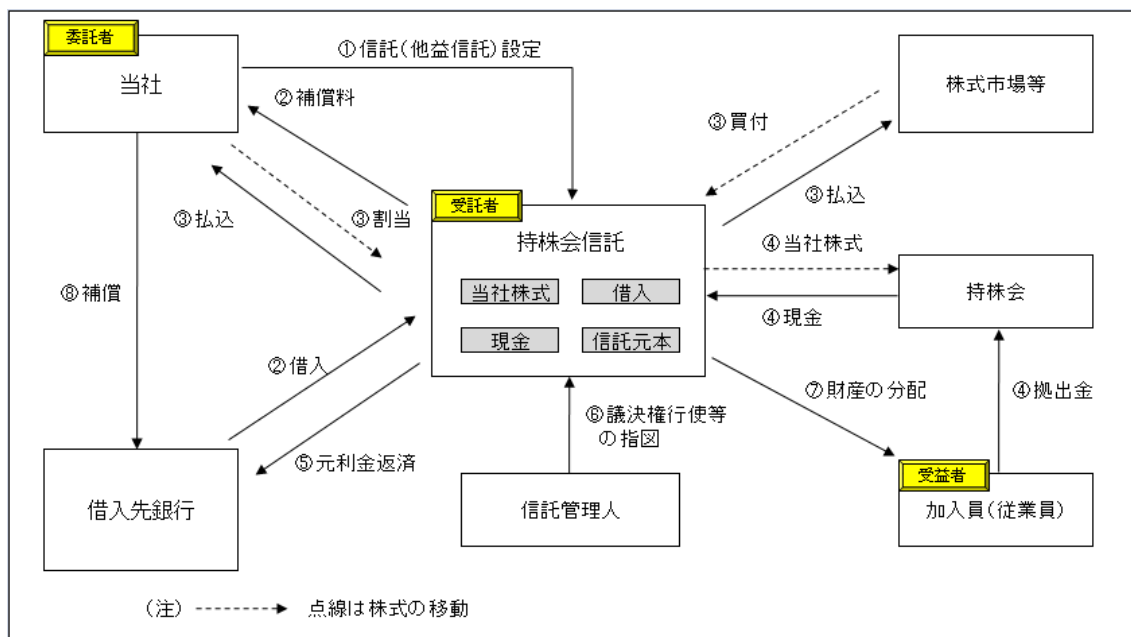 委託者
当社
①信託(他益信託)設定
株式市場等
②補償料
③買付
③払込
③割当
受託者
持株会信託
③払込
④当社株式
当社株式
借入
持株会
⑧補償
④現金
現金
信託元本
②借入
⑦財産の分配
④拠出金
⑥議決権行使等
の指図
⑤元利金返済
借入先銀行
信託管理人
受益者
加入員(従業員)
(注)
点線は株式の移動